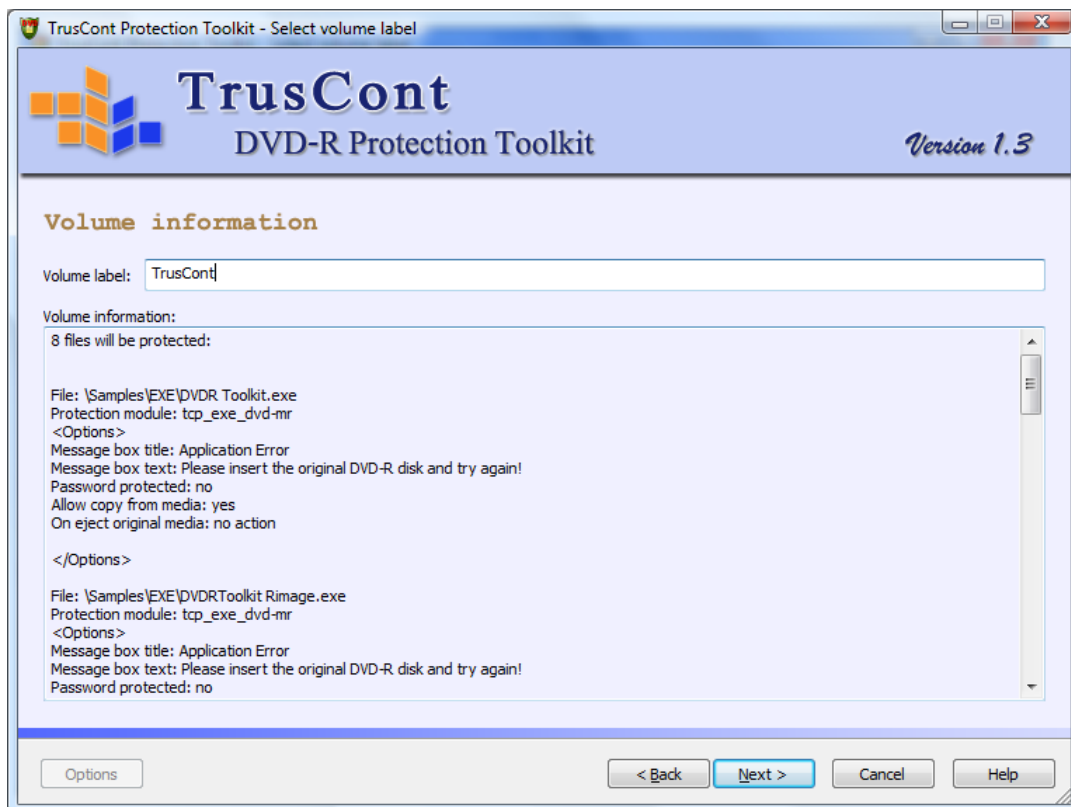 TrusCont Protection Toolkit - Select volume label
TrusCont
DVD-R Protection Toolkit
Version 1.3
Volume information
Volume label: TrusCont
Volume information:
8 files will be protected:
File: \Samples\EXE\DVDR Toolkit.exe
Protection module: tcp_exe_dvd-mr
<Options>
Message box title: Application Error
Message box text: Please insert the original DVD-R disk and try again!
Password protected: no
Allow copy from media: yes
On eject original media: no action
</Options>
File: \Samples\EXE\DVDRToolkit Rimage.exe
Protection module: tcp_exe_dvd-mr
<Options>
Message box title: Application Error
Message box text: Please insert the original DVD-R disk and try again!
Password protected: no
Options < Back Next > Cancel Help